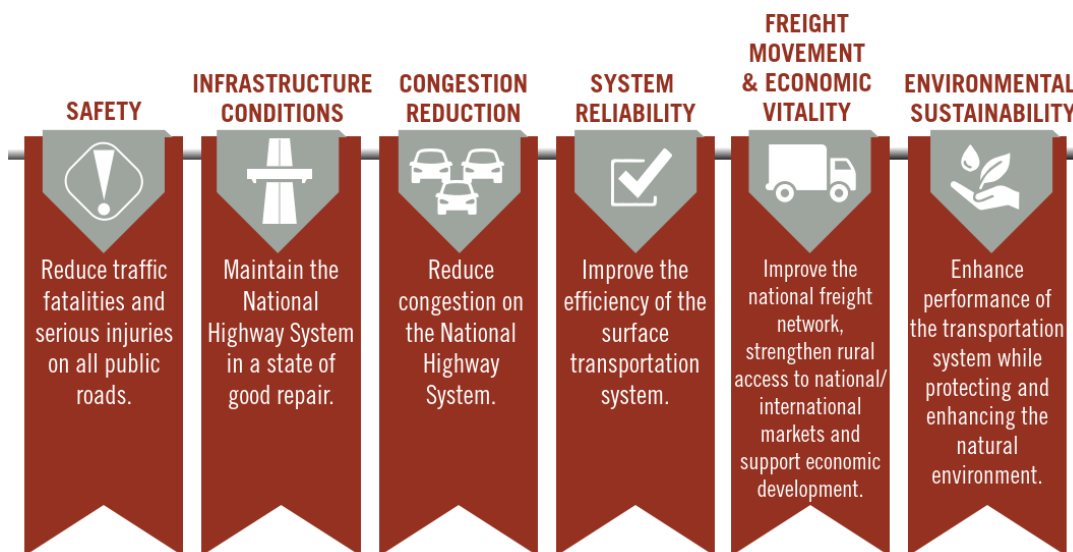 SAFETY
Reduce traffic
fatalities and
serious injuries
on all public
roads.
INFRASTRUCTURE
CONDITIONS
Maintain the
National
Highway System
in a state of
good repair.
CONGESTION
REDUCTION
Reduce
congestion on
the National
Highway
System.
SYSTEM
RELIABILITY
Improve the
efficiency of the
surface
transportation
system.
FREIGHT
MOVEMENT
& ECONOMIC
VITALITY
Improve the
national freight
network,
strengthen rural
access to national/
international
markets and
support economic
development.
ENVIRONMENTAL
SUSTAINABILITY
Enhance
performance of
the transportation
system while
protecting and
enhancing the
natural
environment.